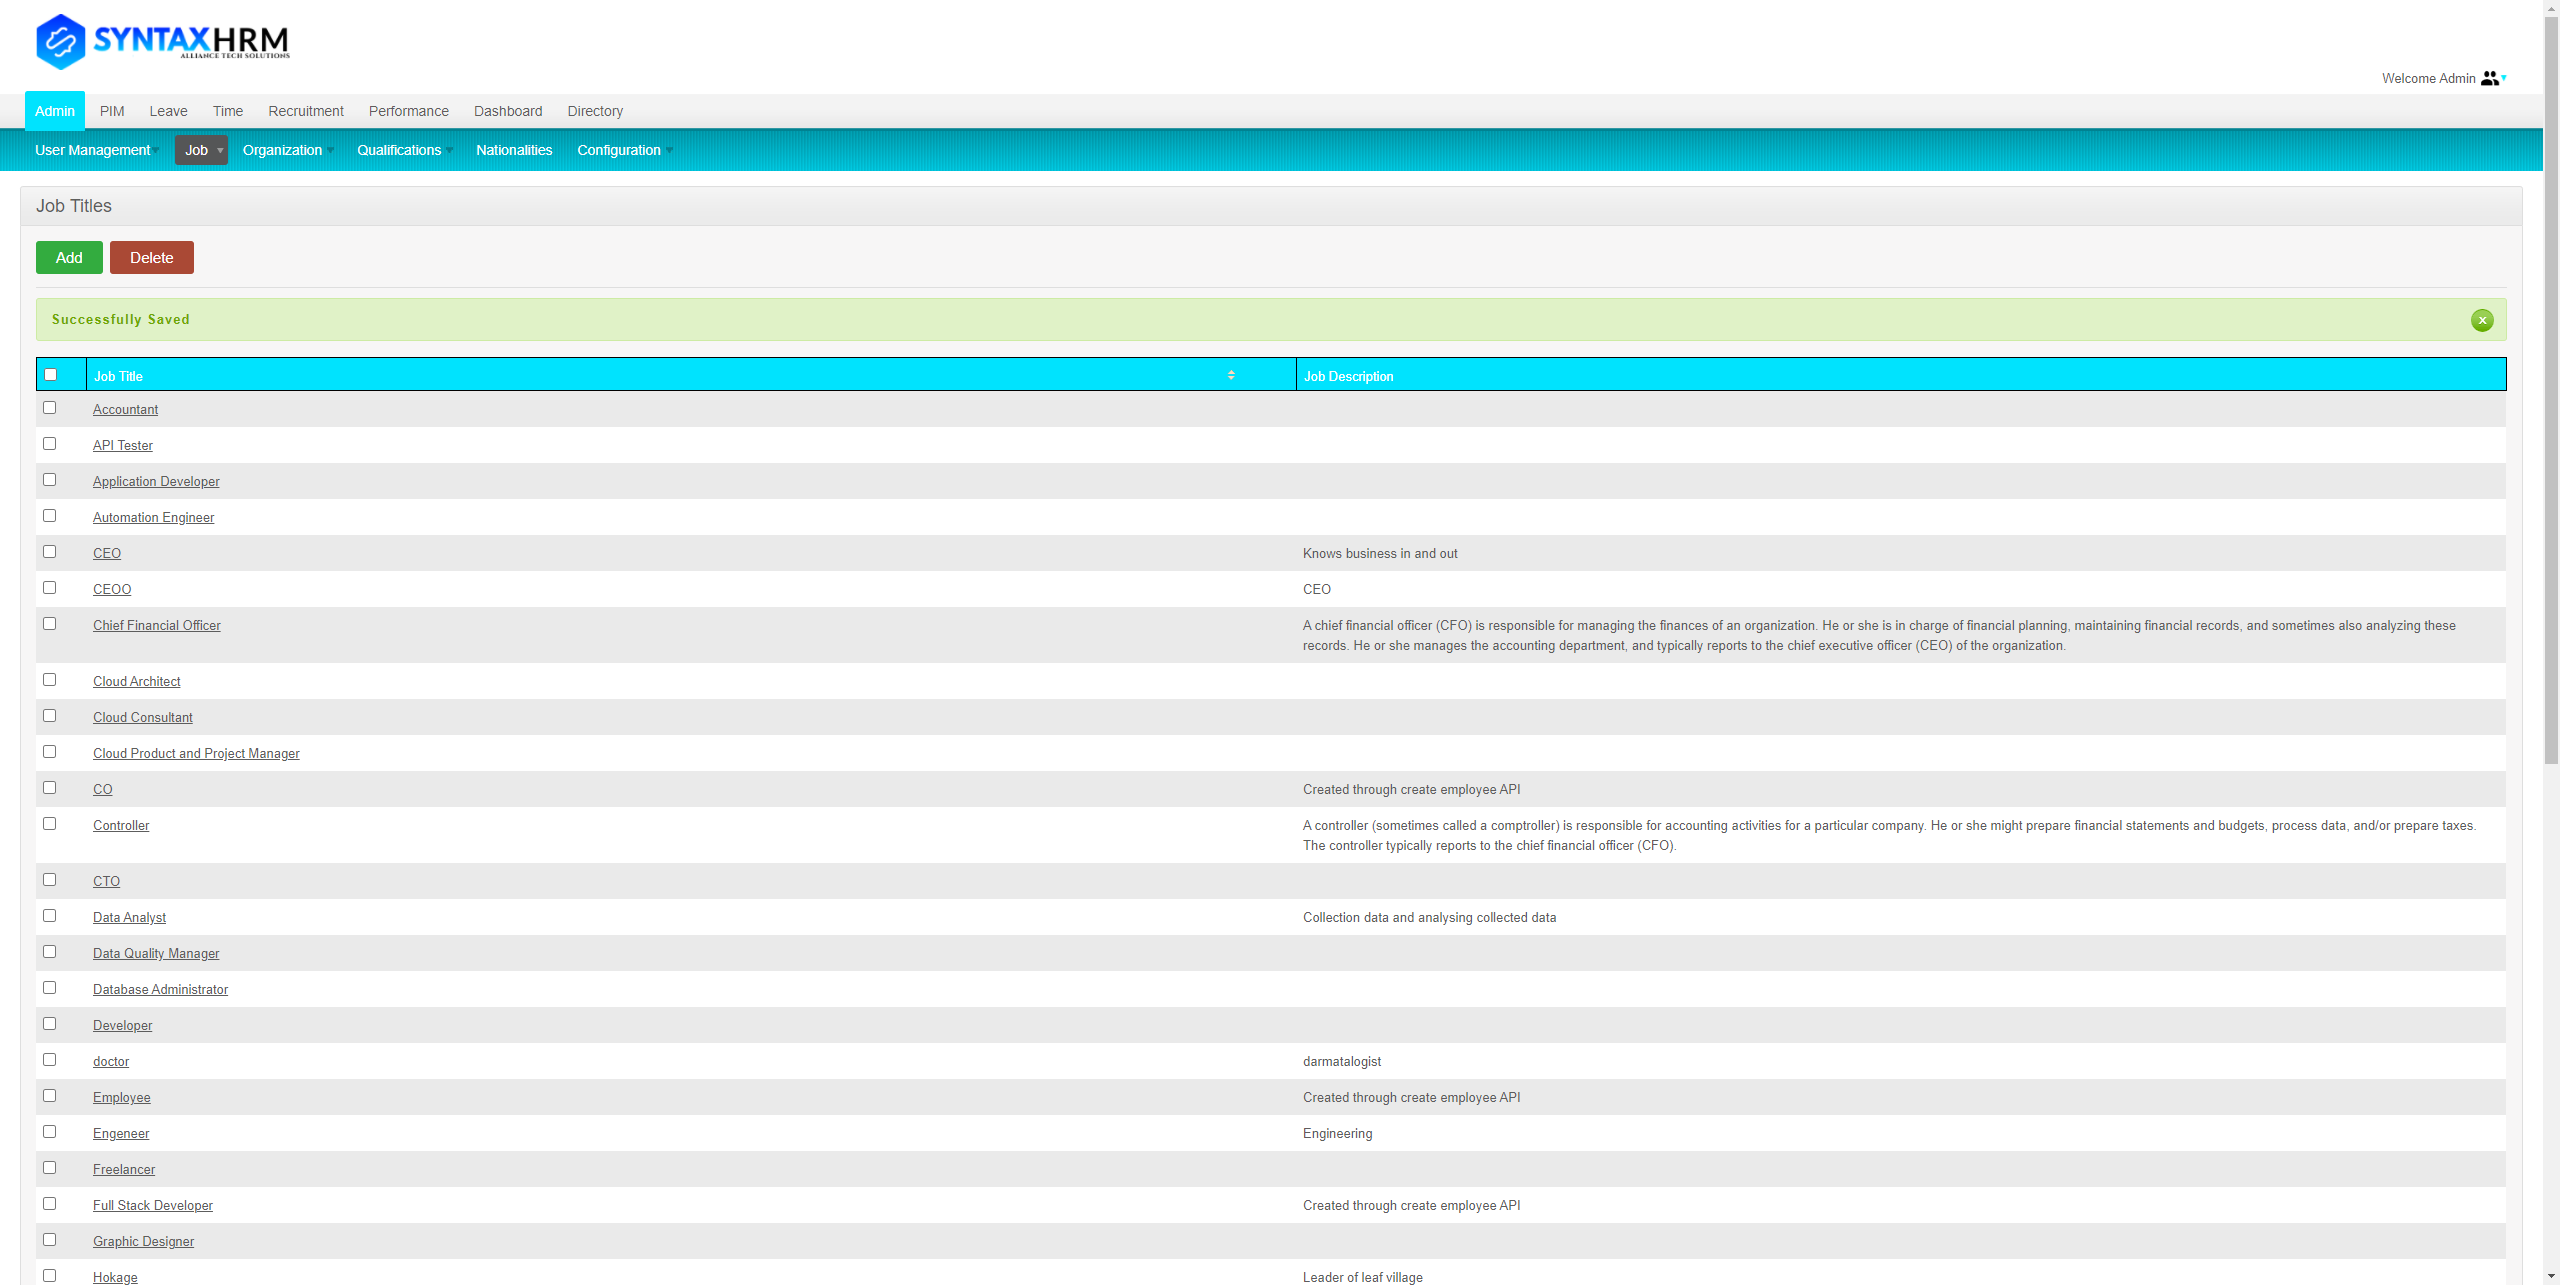 SYNTAXHRM
ALLIANCE TECH SOLUTIONS
Welcome Admin
Admin PIM Leave Time Recruitment Performance Dashboard Directory
User Management Job Organization Qualifications Nationalities Configuration
Job Titles
Add Delete
Successfully Saved
x
Job Title Job Description
Accountant
API Tester
Application Developer
Automation Engineer
CEO Knows business in and out
CEOO CEO
Chief Financial Officer A chief financial officer (CFO) is responsible for managing the finances of an organization. He or she is in charge of financial planning, maintaining financial records, and sometimes also analyzing these
records. He or she manages the accounting department, and typically reports to the chief executive officer (CEO) of the organization.
Cloud Architect
Cloud Consultant
Cloud Product and Project Manager
CO Created through create employee API
Controller A controller (sometimes called a comptroller) is responsible for accounting activities for a particular company. He or she might prepare financial statements and budgets, process data, and/or prepare taxes.
The controller typically reports to the chief financial officer (CFO).
CTO
Data Analyst Collection data and analysing collected data
Data Quality Manager
Database Administrator
Developer
doctor darmatalogist
Employee Created through create employee API
Engeneer Engineering
Freelancer
Full Stack Developer Created through create employee API
Graphic Designer
Hokage Leader of leaf village